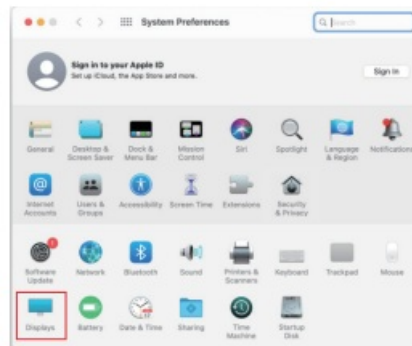 System Preferences
Search
Sign in to your Apple ID
Set up iCloud, the App Store and more.
Sign In
General
Desktop &
Screen Saver
Dock &
Menu Bar
Mission
Control
Siri
Spotlight
Language
& Region
Notifications
Internet
Accounts
Users &
Groups
Accessibility
Screen Time
Extensions
Security
& Privacy
1
Software
Update
Network
Bluetooth
Sound
Printers &
Scanners
Keyboard
Trackpad
Mouse
Displays
Battery
Date & Time
Sharing
Time
Machine
Startup
Disk